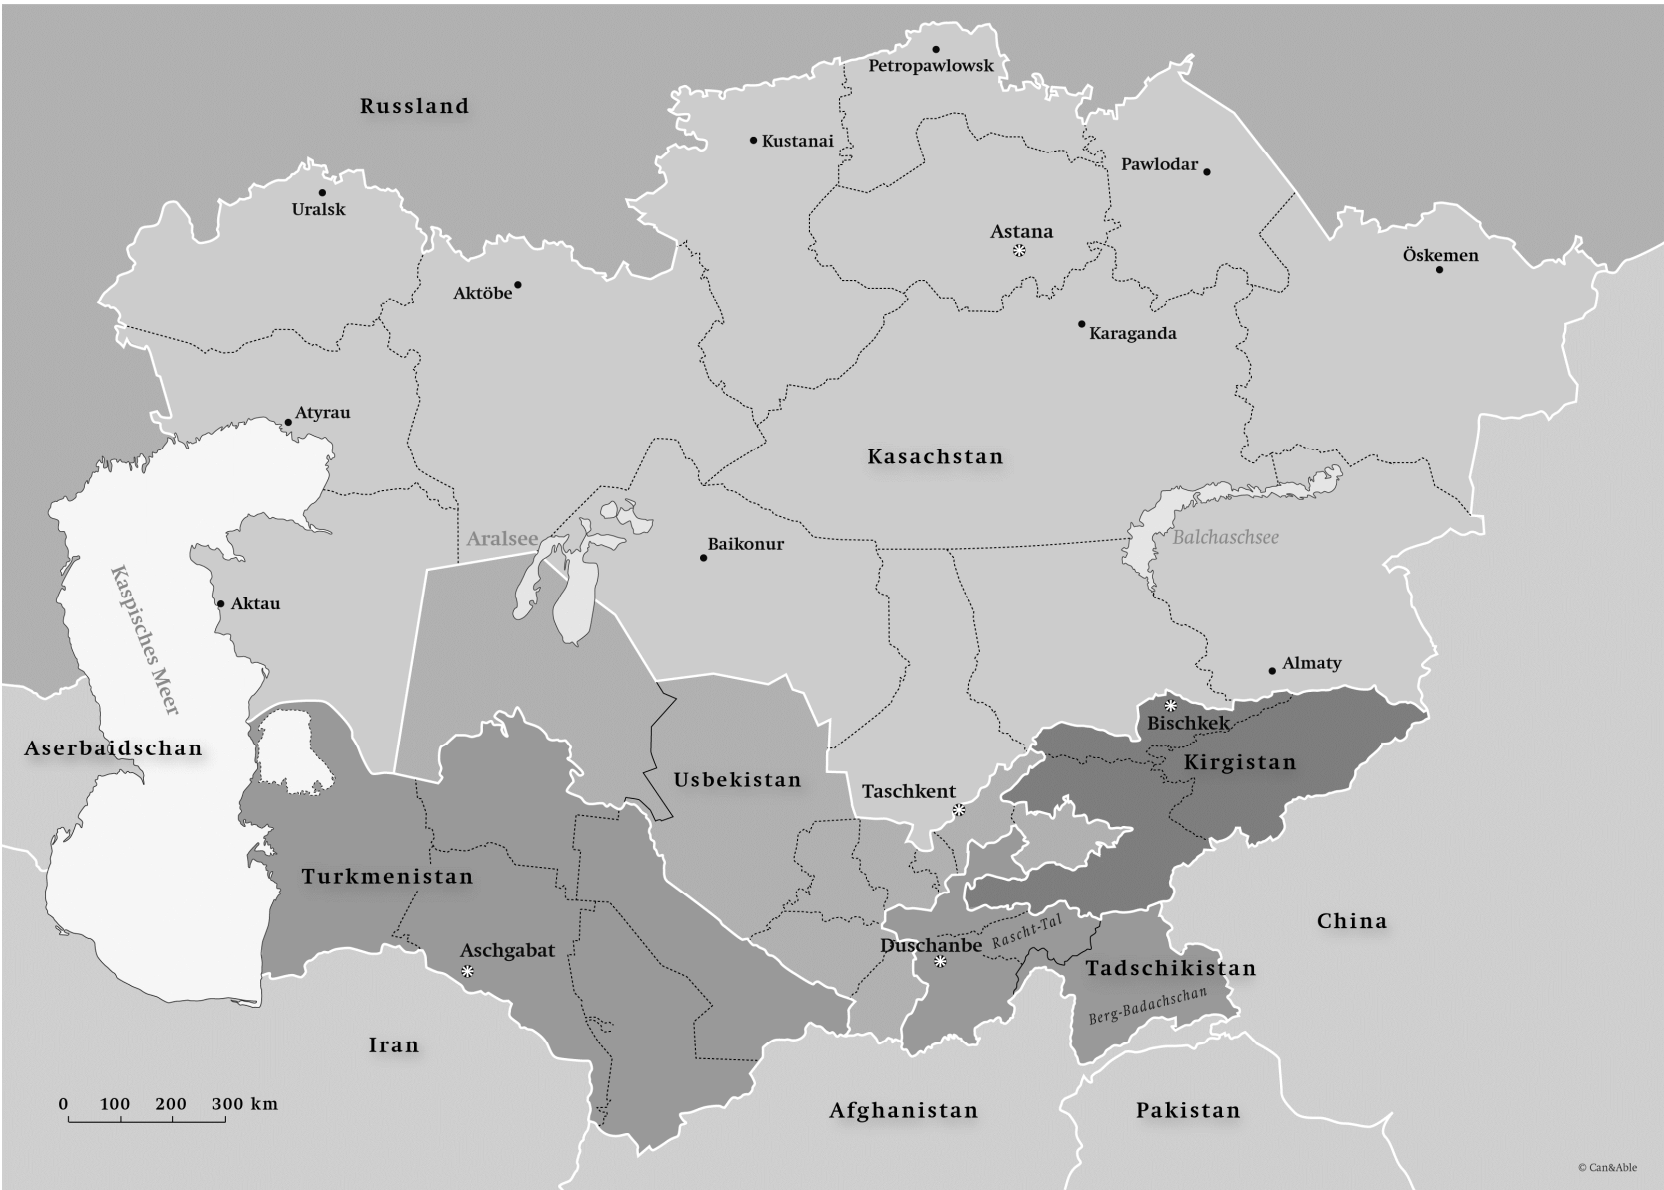 Petropawlowsk
Russland
Kustanai
Pawlodar
Uralsk
Astana
Öskemen
Aktöbe
Karaganda
Atyrau
Kasachstan
Aralsee
Balchaschsee
Baikonur
Kaspisches Meer
Aktau
Almaty
Bischkek
Aserbaidschan
Kirgistan
Usbekistan
Taschkent
Turkmenistan
China
Rascht-Tal
Duschanbe
Aschgabat
Tadschikistan
Berg-Badachschan
Iran
0 100 200 300 km
Afghanistan
Pakistan
© Can&Able